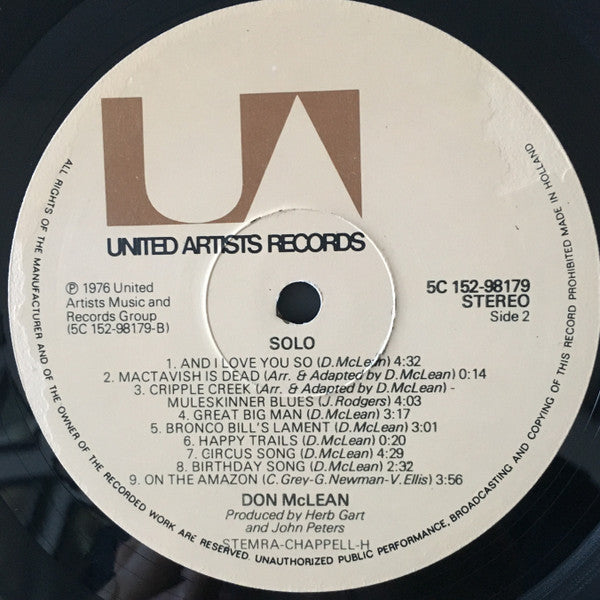 UA
UNITED ARTISTS RECORDS
℗ 1976 United
Artists Music and
Records Group
(5C 152-98179-B)
5C 152-98179
STEREO
Side 2
SOLO
1. AND I LOVE YOU SO (D.McLean) 4:32
2. MACTAVISH IS DEAD (Arr. & Adapted by D.McLean) 0:14
3. CRIPPLE CREEK (Arr. & Adapted by D.McLean) -
MULESKINNER BLUES (J.Rodgers) 4:03
4. GREAT BIG MAN (D.McLean) 3:17
5. BRONCO BILL'S LAMENT (D.McLean) 3:01
6. HAPPY TRAILS (D.McLean) 0:20
7. CIRCUS SONG (D.McLean) 4:29
8. BIRTHDAY SONG (D.McLean) 2:32
9. ON THE AMAZON (C.Grey-G.Newman-V.Ellis) 3:56
DON McLEAN
Produced by Herb Gart
and John Peters
STEMRA-CHAPPELL-H
ALL RIGHTS OF THE MANUFACTURER AND OF THE OWNER OF THE RECORDED WORK ARE RESERVED. UNAUTHORIZED PUBLIC PERFORMANCE, BROADCASTING AND COPYING OF THIS RECORD PROHIBITED MADE IN HOLLAND